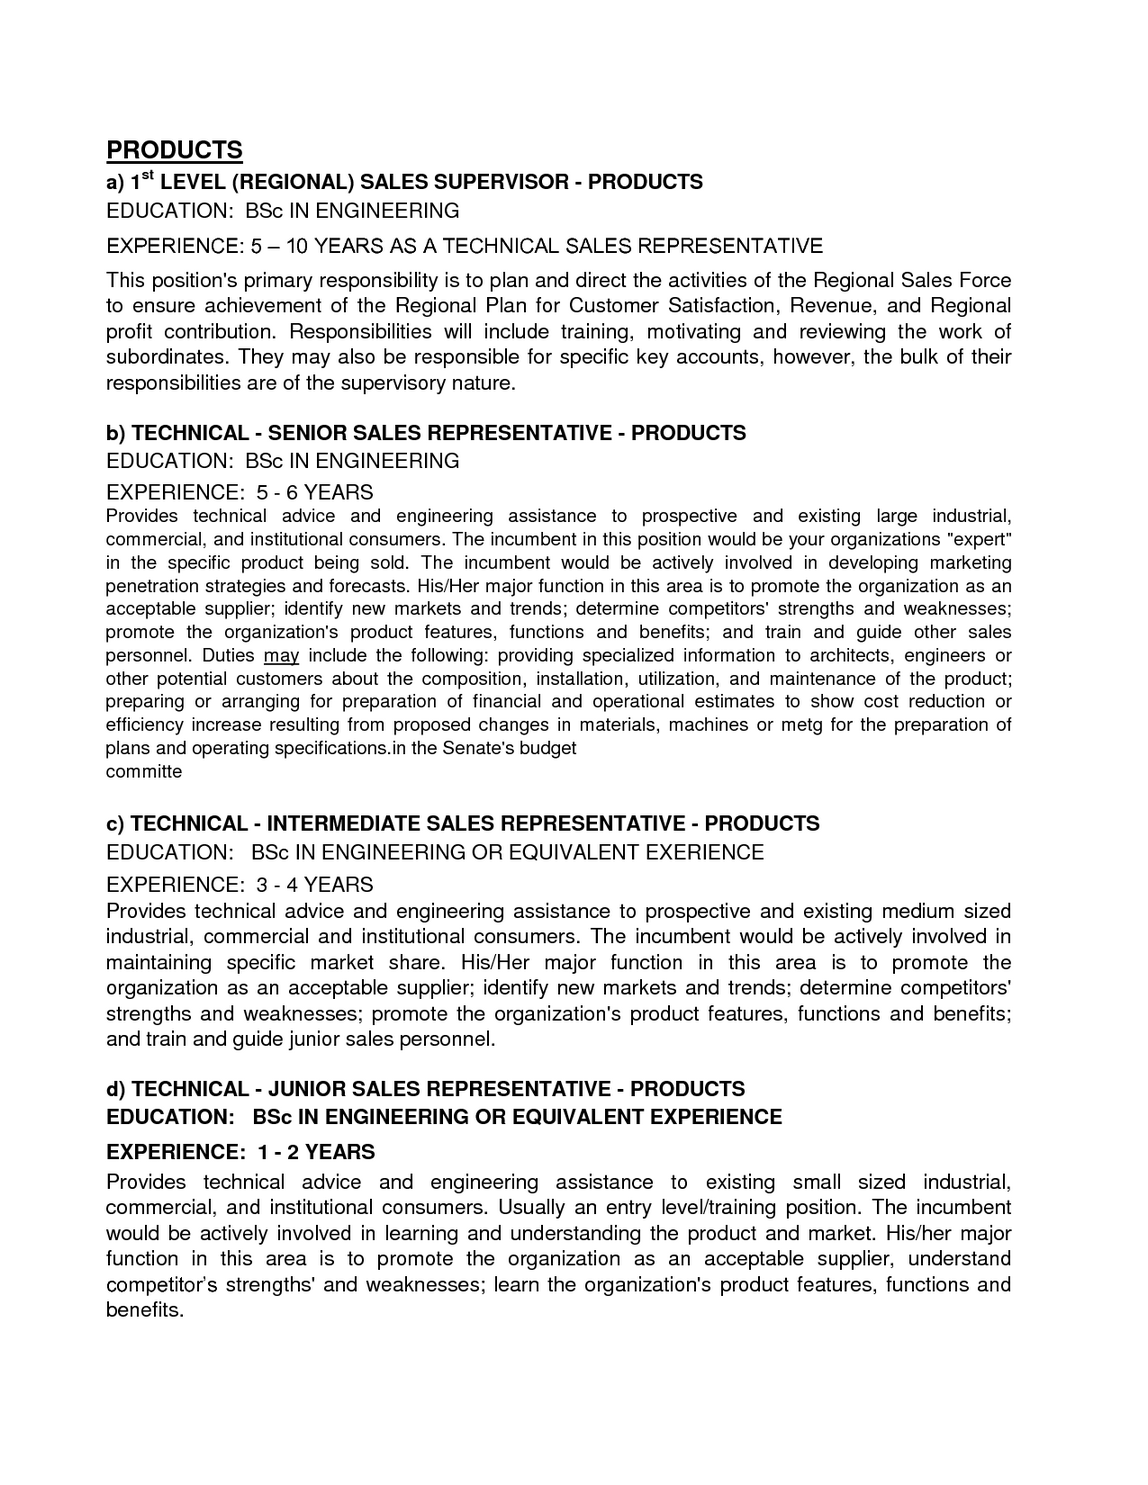 PRODUCTS
a) 1st LEVEL (REGIONAL) SALES SUPERVISOR - PRODUCTS
EDUCATION: BSc IN ENGINEERING
EXPERIENCE: 5 – 10 YEARS AS A TECHNICAL SALES REPRESENTATIVE
This position's primary responsibility is to plan and direct the activities of the Regional Sales Force
to ensure achievement of the Regional Plan for Customer Satisfaction, Revenue, and Regional
profit contribution. Responsibilities will include training, motivating and reviewing the work of
subordinates. They may also be responsible for specific key accounts, however, the bulk of their
responsibilities are of the supervisory nature.
b) TECHNICAL - SENIOR SALES REPRESENTATIVE - PRODUCTS
EDUCATION: BSc IN ENGINEERING
EXPERIENCE: 5 - 6 YEARS
Provides technical advice and engineering assistance to prospective and existing large industrial,
commercial, and institutional consumers. The incumbent in this position would be your organizations "expert"
in the specific product being sold. The incumbent would be actively involved in developing marketing
penetration strategies and forecasts. His/Her major function in this area is to promote the organization as an
acceptable supplier; identify new markets and trends; determine competitors' strengths and weaknesses;
promote the organization's product features, functions and benefits; and train and guide other sales
personnel. Duties may include the following: providing specialized information to architects, engineers or
other potential customers about the composition, installation, utilization, and maintenance of the product;
preparing or arranging for preparation of financial and operational estimates to show cost reduction or
efficiency increase resulting from proposed changes in materials, machines or metg for the preparation of
plans and operating specifications.in the Senate's budget
committe
c) TECHNICAL - INTERMEDIATE SALES REPRESENTATIVE - PRODUCTS
EDUCATION: BSc IN ENGINEERING OR EQUIVALENT EXERIENCE
EXPERIENCE: 3 - 4 YEARS
Provides technical advice and engineering assistance to prospective and existing medium sized
industrial, commercial and institutional consumers. The incumbent would be actively involved in
maintaining specific market share. His/Her major function in this area is to promote the
organization as an acceptable supplier; identify new markets and trends; determine competitors'
strengths and weaknesses; promote the organization's product features, functions and benefits;
and train and guide junior sales personnel.
d) TECHNICAL - JUNIOR SALES REPRESENTATIVE - PRODUCTS
EDUCATION: BSc IN ENGINEERING OR EQUIVALENT EXPERIENCE
EXPERIENCE: 1 - 2 YEARS
Provides technical advice and engineering assistance to existing small sized industrial,
commercial, and institutional consumers. Usually an entry level/training position. The incumbent
would be actively involved in learning and understanding the product and market. His/her major
function in this area is to promote the organization as an acceptable supplier, understand
competitor’s strengths' and weaknesses; learn the organization's product features, functions and
benefits.